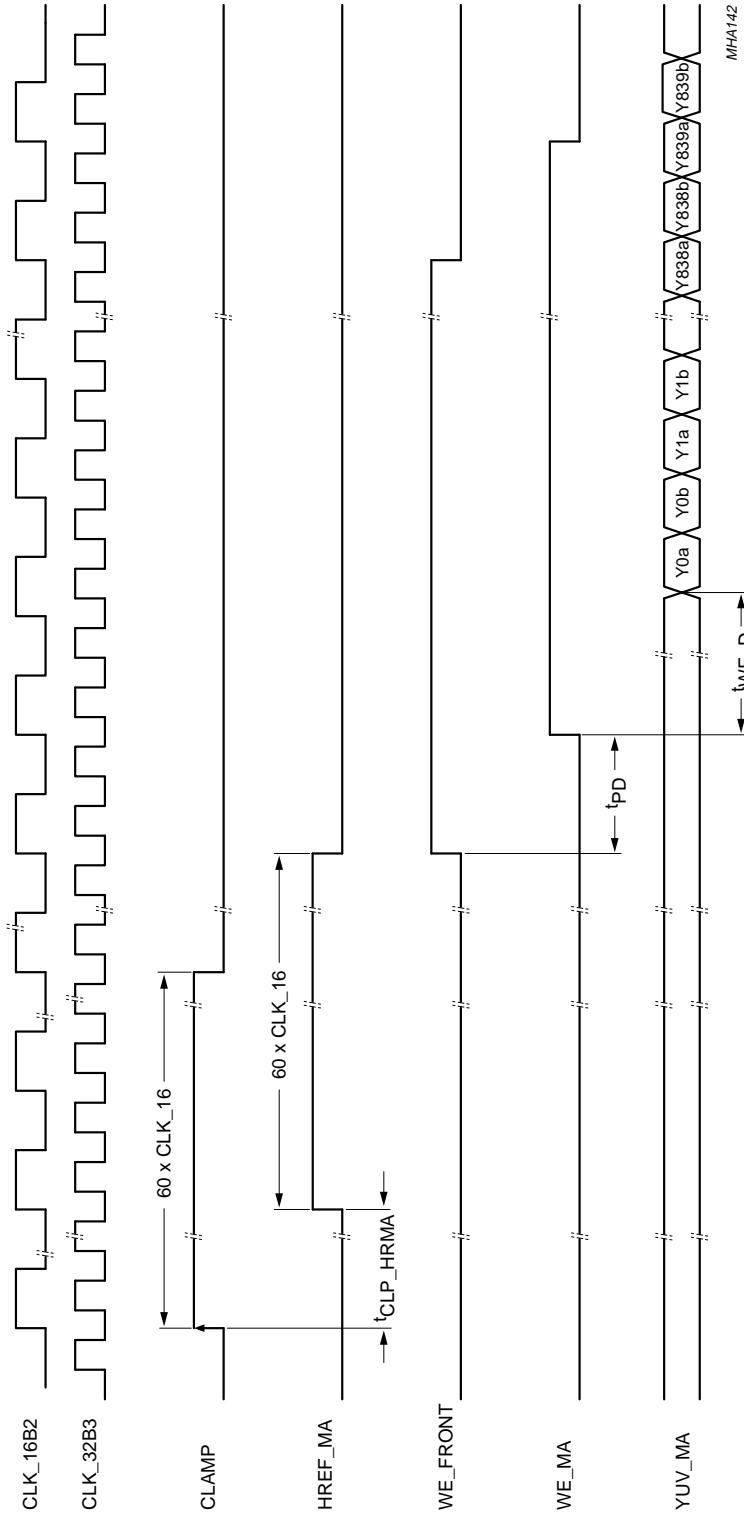 CLK_16B2
CLK_32B3
CLAMP
60 x CLK_16
tCLP_HRMA
HREF_MA
60 x CLK_16
WE_FRONT
tPD
WE_MA
tWE_D
YUV_MA
Y0a Y0b Y1a Y1b Y838a Y838b Y839a Y839b
MHA142